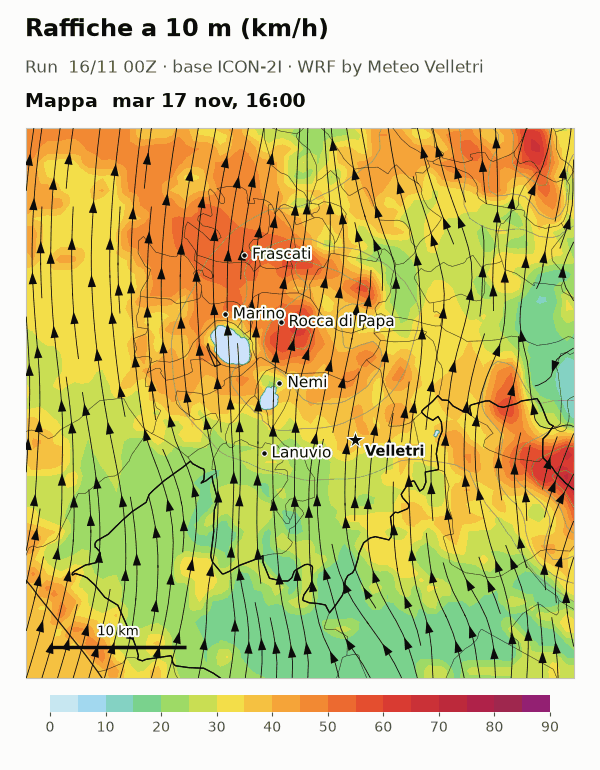 Raffiche a 10 m (km/h)
Run  16/11 00Z · base ICON-2I · WRF by Meteo Velletri
Mappa  mar 17 nov, 16:00
Frascati
Marino
Rocca di Papa
Nemi
Velletri
Lanuvio
10 km
0 10 20 30 40 50 60 70 80 90